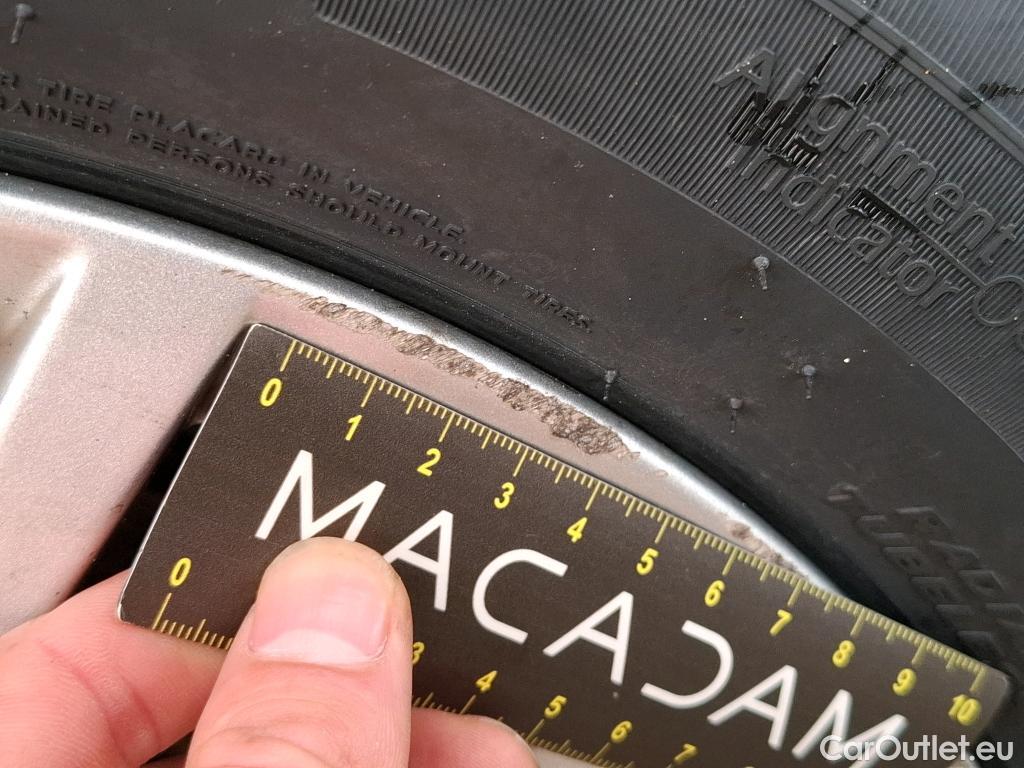 TIRE PLACARD IN VEHICLE.
PERSONS SHOULD MOUNT TIRES.
Alignment
Indicator
0 1 2 3 4 5 6 7 8 9 10
MACADAM
0 3 4 5 6 7
CarOutlet.eu